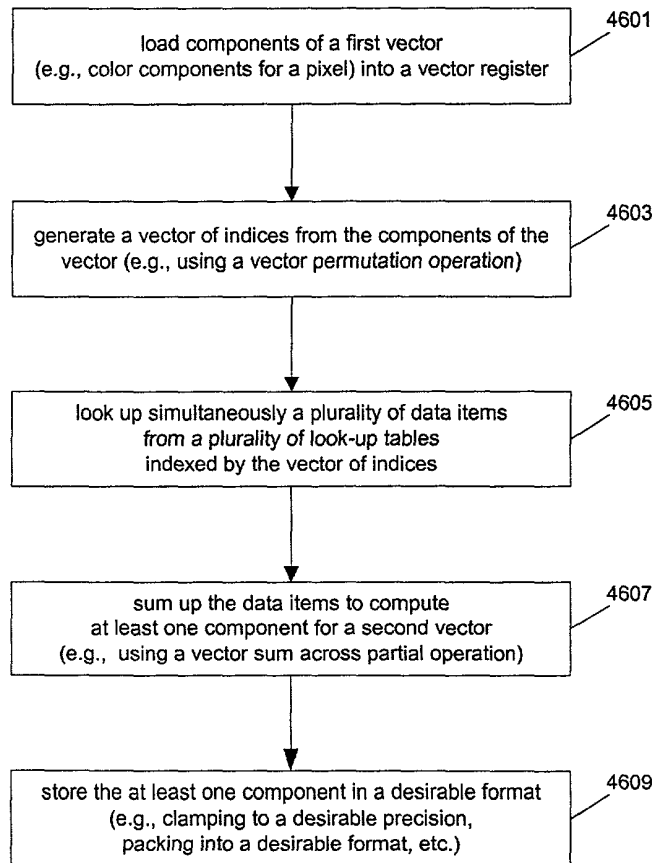 load components of a first vector
(e.g., color components for a pixel) into a vector register
4601
generate a vector of indices from the components of the
vector (e.g., using a vector permutation operation)
4603
look up simultaneously a plurality of data items
from a plurality of look-up tables
indexed by the vector of indices
4605
sum up the data items to compute
at least one component for a second vector
(e.g., using a vector sum across partial operation)
4607
store the at least one component in a desirable format
(e.g., clamping to a desirable precision,
packing into a desirable format, etc.)
4609